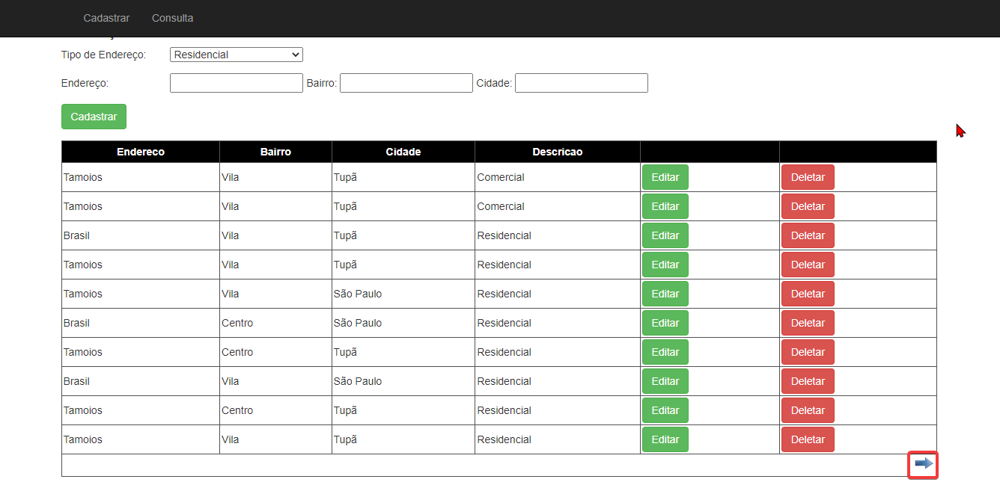 Cadastrar Consulta
Tipo de Endereço: Residencial
Endereço: Bairro: Cidade:
Cadastrar
Endereco Bairro Cidade Descricao
Tamoios Vila Tupã Comercial Editar Deletar
Tamoios Vila Tupã Comercial Editar Deletar
Brasil Vila Tupã Residencial Editar Deletar
Tamoios Vila Tupã Residencial Editar Deletar
Tamoios Vila São Paulo Residencial Editar Deletar
Brasil Centro São Paulo Residencial Editar Deletar
Tamoios Centro Tupã Residencial Editar Deletar
Brasil Vila São Paulo Residencial Editar Deletar
Tamoios Centro Tupã Residencial Editar Deletar
Tamoios Vila Tupã Residencial Editar Deletar